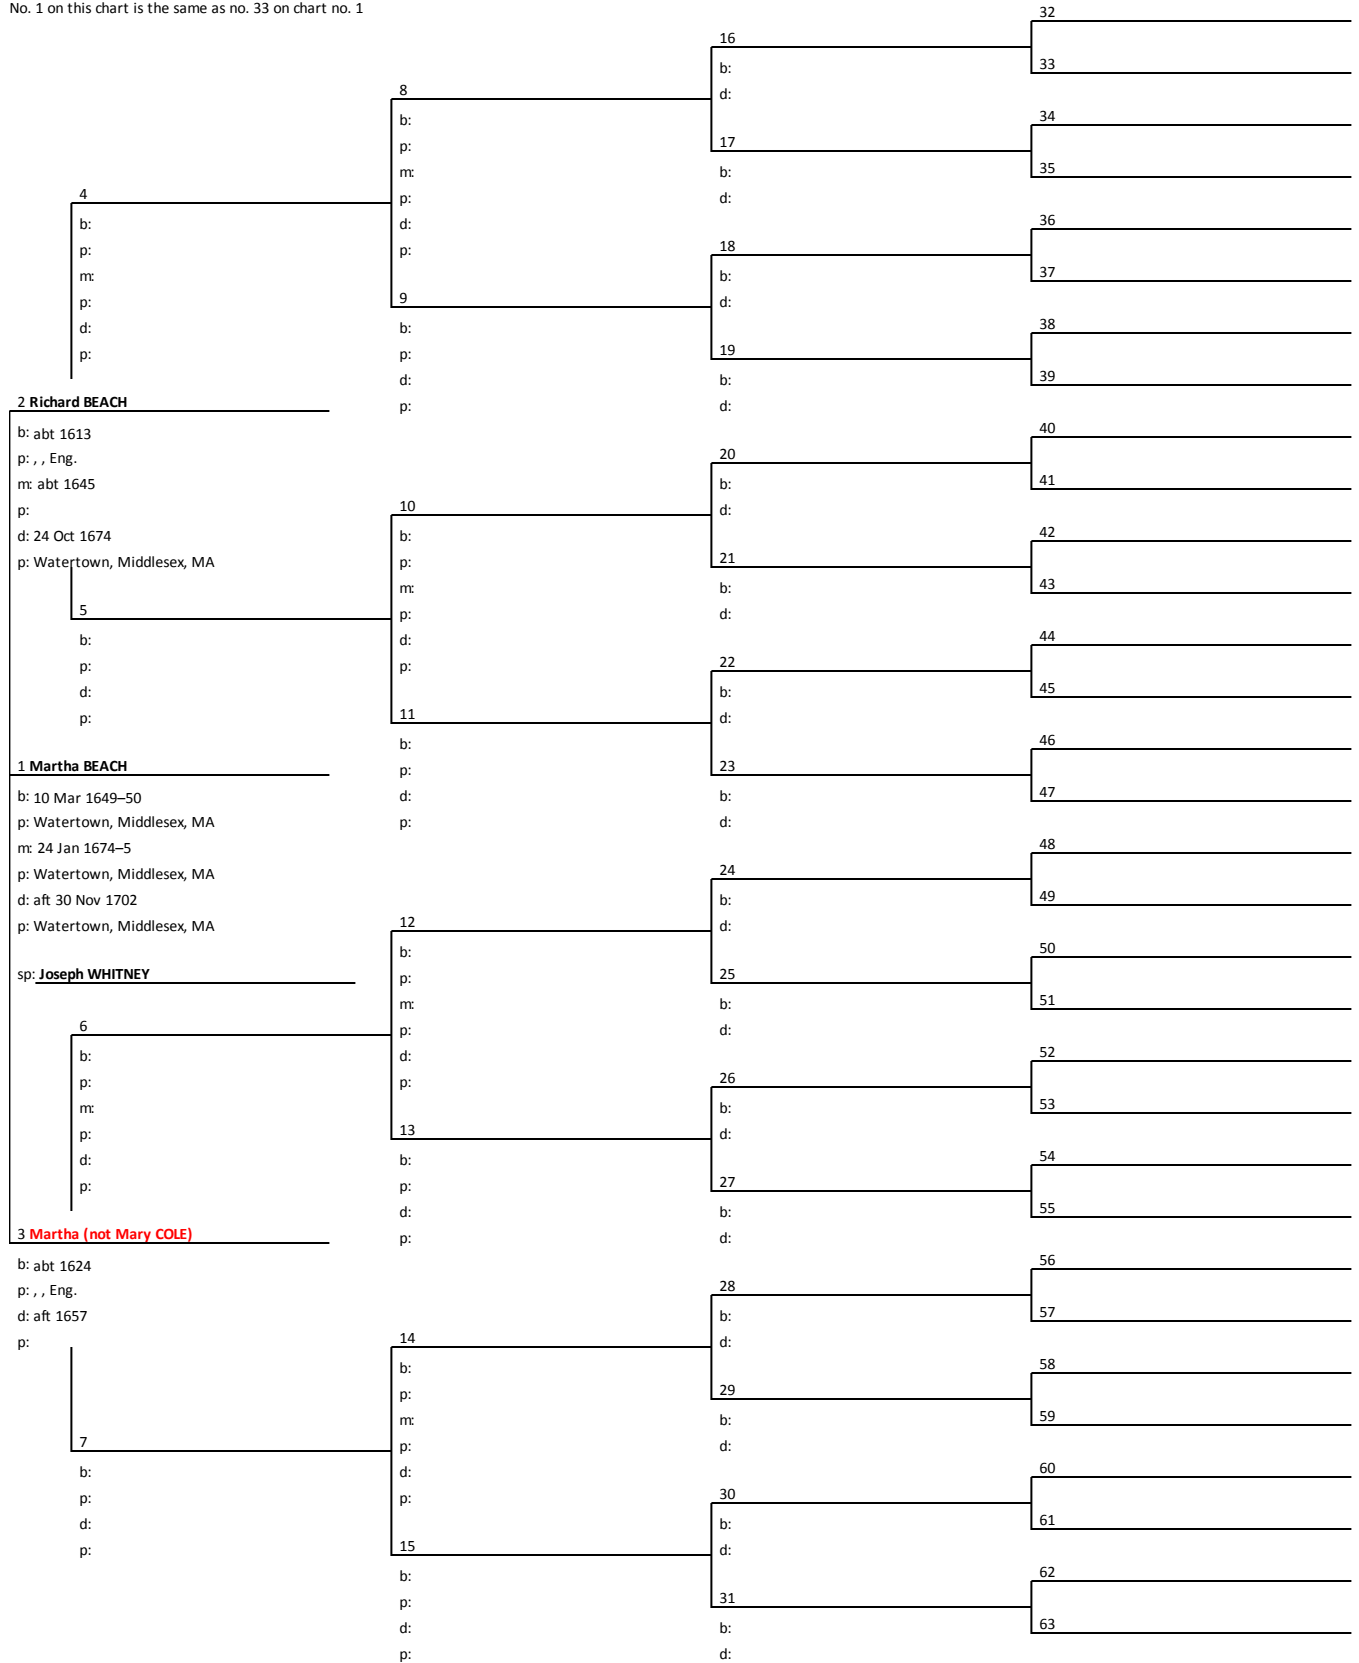 No. 1 on this chart is the same as no. 33 on chart no. 1
2 Richard BEACH
b: abt 1613
p: , , Eng.
m: abt 1645
p:
d: 24 Oct 1674
p: Watertown, Middlesex, MA
1 Martha BEACH
b: 10 Mar 1649–50
p: Watertown, Middlesex, MA
m: 24 Jan 1674–5
p: Watertown, Middlesex, MA
d: aft 30 Nov 1702
p: Watertown, Middlesex, MA
sp: Joseph WHITNEY
3 Martha (not Mary COLE)
b: abt 1624
p: , , Eng.
d: aft 1657
p:
4
b:
p:
m:
p:
d:
p:
5
b:
p:
d:
p:
6
b:
p:
m:
p:
d:
p:
7
b:
p:
d:
p:
8
b:
p:
m:
p:
d:
p:
9
b:
p:
d:
p:
10
b:
p:
m:
p:
d:
p:
11
b:
p:
d:
p:
12
b:
p:
m:
p:
d:
p:
13
b:
p:
d:
p:
14
b:
p:
m:
p:
d:
p:
15
b:
p:
d:
p:
16
b:
d:
17
b:
d:
18
b:
d:
19
b:
d:
20
b:
d:
21
b:
d:
22
b:
d:
23
b:
d:
24
b:
d:
25
b:
d:
26
b:
d:
27
b:
d:
28
b:
d:
29
b:
d:
30
b:
d:
31
b:
d:
32
33
34
35
36
37
38
39
40
41
42
43
44
45
46
47
48
49
50
51
52
53
54
55
56
57
58
59
60
61
62
63